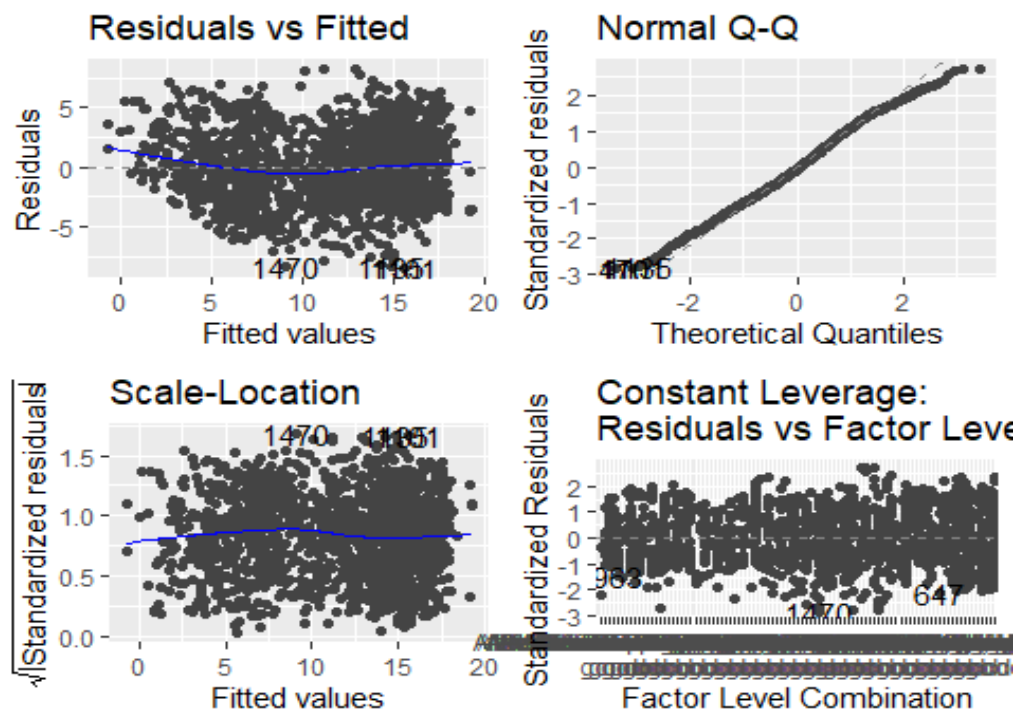 Residuals vs Fitted
Residuals
5
0
-5
1470
0
5
10
15
20
Fitted values
Normal Q-Q
Standardized residuals
2
1
0
-1
-2
-3
-2
0
2
Theoretical Quantiles
Scale-Location
√|Standardized residuals|
1.5
1.0
0.5
0.0
1470
0
5
10
15
20
Fitted values
Constant Leverage:
Residuals vs Factor Leve
Standardized Residuals
2
1
0
-1
-2
-3
963
1470
647
Factor Level Combination